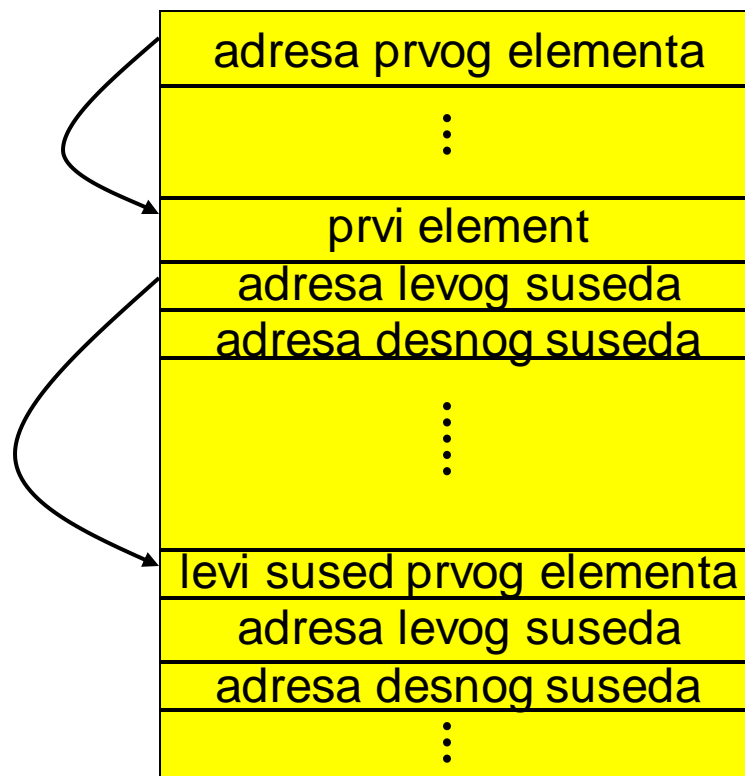 adresa prvog elementa
⋮
prvi element
adresa levog suseda
adresa desnog suseda
⋮
levi sused prvog elementa
adresa levog suseda
adresa desnog suseda
⋮